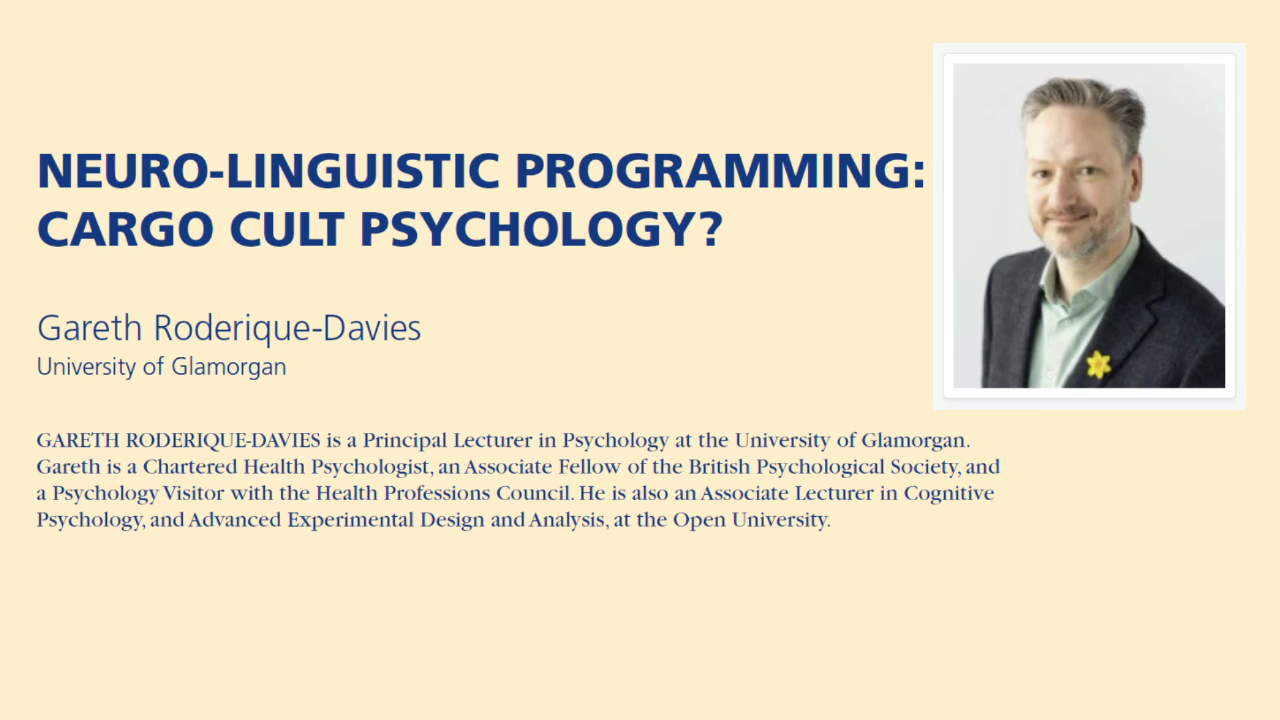 NEURO-LINGUISTIC PROGRAMMING:
CARGO CULT PSYCHOLOGY?
Gareth Roderique-Davies
University of Glamorgan
GARETH RODERIQUE-DAVIES is a Principal Lecturer in Psychology at the University of Glamorgan.
Gareth is a Chartered Health Psychologist, an Associate Fellow of the British Psychological Society, and
a Psychology Visitor with the Health Professions Council. He is also an Associate Lecturer in Cognitive
Psychology, and Advanced Experimental Design and Analysis, at the Open University.